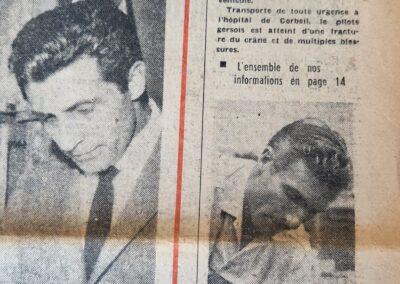 véhicule.
Transporté de toute urgence à
l'hôpital de Corbeil, le pilote
gersois est atteint d'une fractu-
re du crâne et de multiples bles-
sures.
■ L'ensemble de nos
informations en page 14